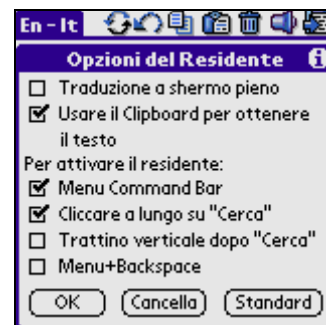 En - It
Opzioni del Residente i
Traduzione a shermo pieno
Usare il Clipboard per ottenere
il testo
Per attivare il residente:
Menu Command Bar
Cliccare a lungo su "Cerca"
Trattino verticale dopo "Cerca"
Menu+Backspace
OK Cancella Standard